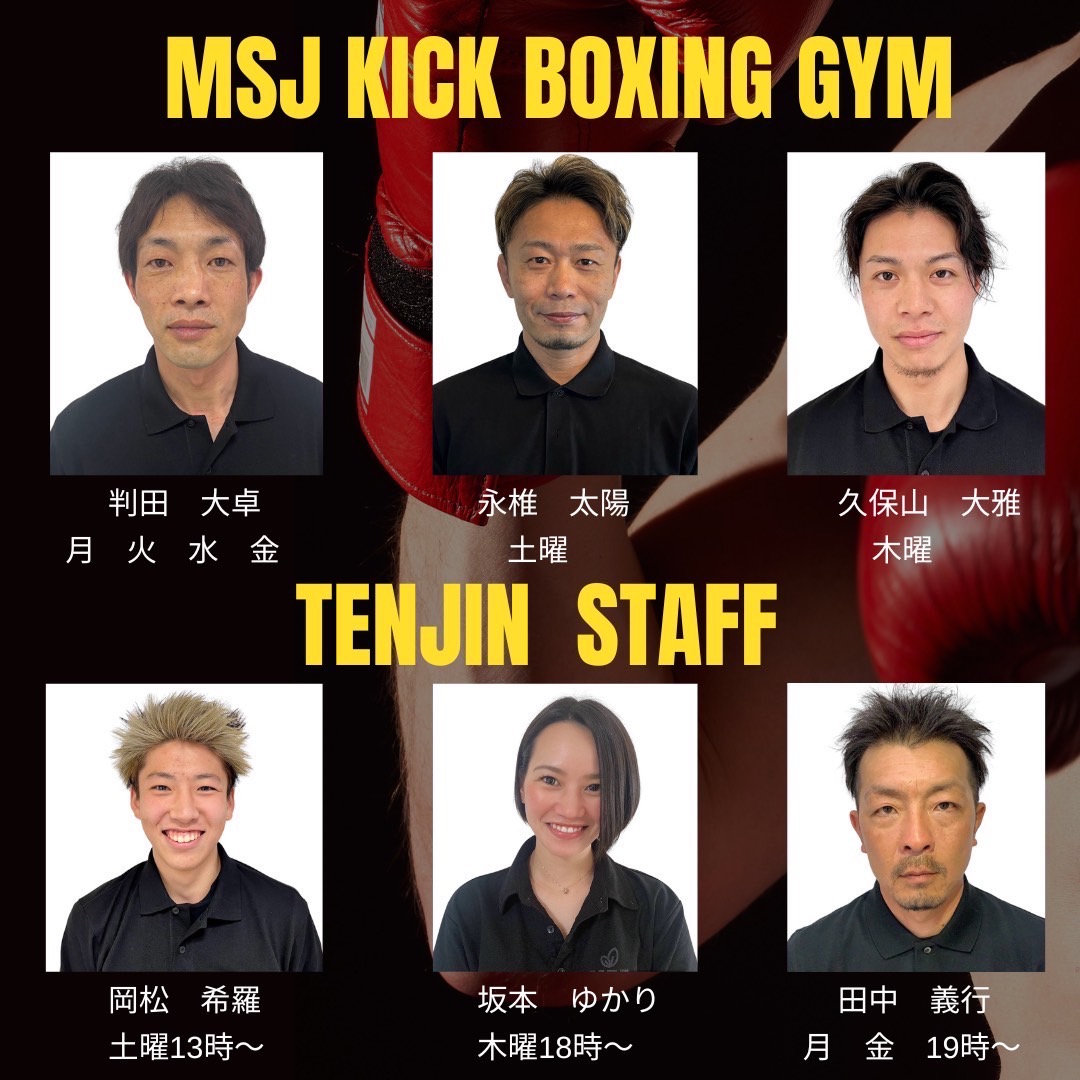 MSJ KICK BOXING GYM
判田　大卓
永椎　太陽
久保山　大雅
月　火　水　金
土曜
木曜
TENJIN STAFF
岡松　希羅
坂本　ゆかり
田中　義行
土曜13時〜
木曜18時〜
月　金　19時〜